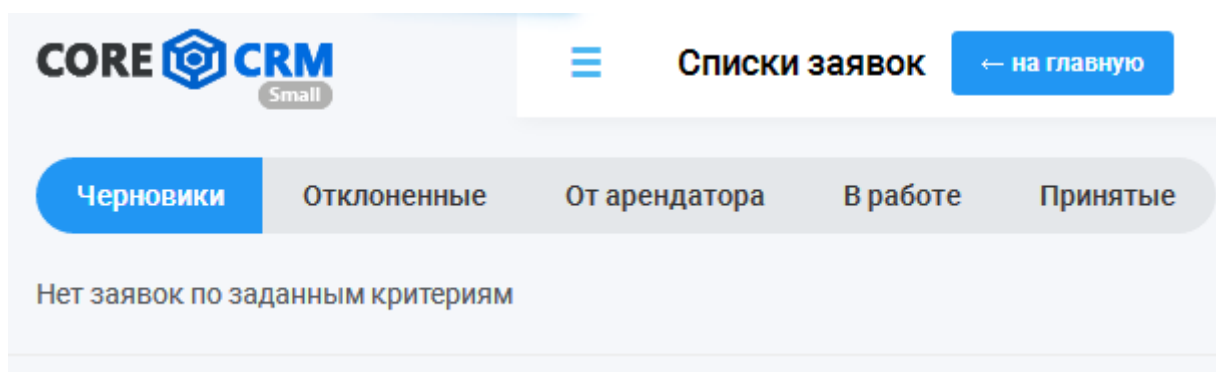 CORE CRM
Small
Списки заявок
← на главную
Черновики
Отклоненные
От арендатора
В работе
Принятые
Нет заявок по заданным критериям